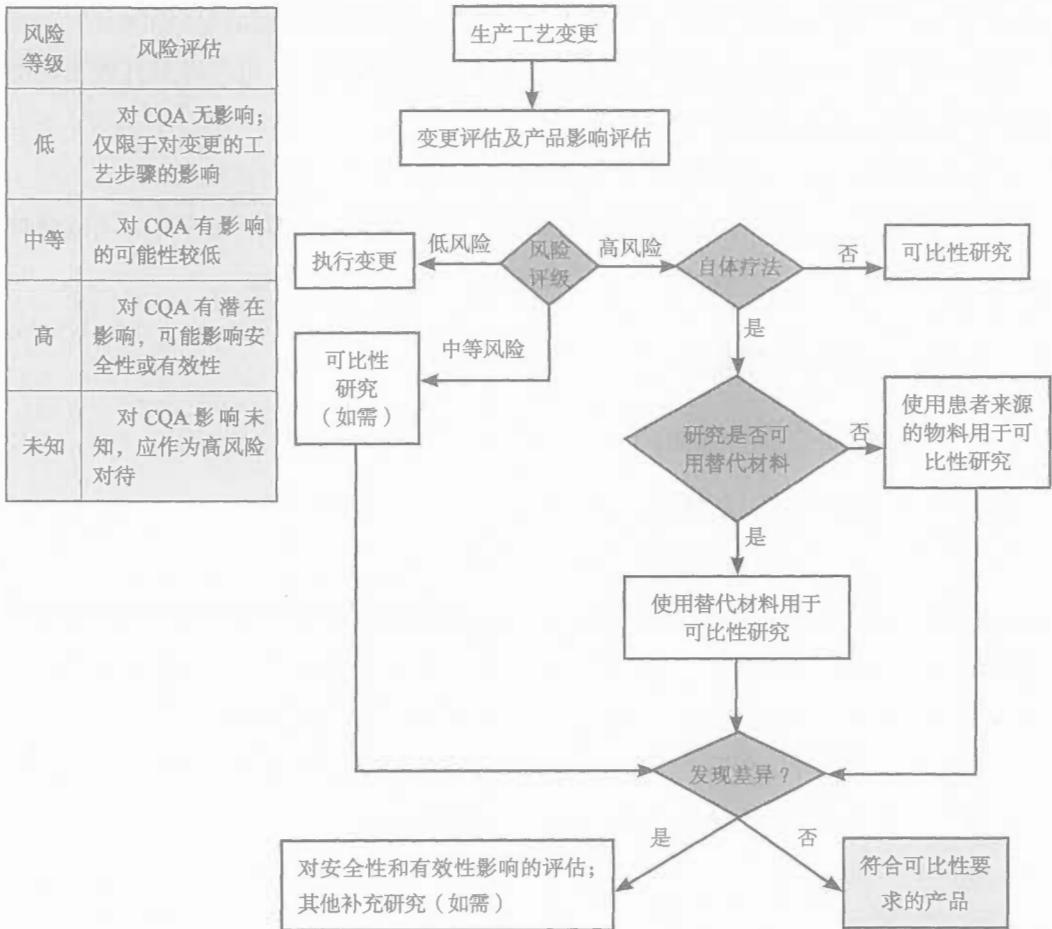 风险
等级
风险评估
低
对 CQA 无影响；
仅限于对变更的工
艺步骤的影响
中等
对 CQA 有影响
的可能性较低
高
对 CQA 有潜在
影响，可能影响安
全性或有效性
未知
对 CQA 影响未
知，应作为高风险
对待
生产工艺变更
变更评估及产品影响评估
执行变更
低风险
风险
评级
高风险
自体疗法
否
可比性研究
中等风险
是
可比性
研究
（如需）
研究是否可
用替代材料
否
使用患者来源
的物料用于可
比性研究
是
使用替代材料用于
可比性研究
发现差异？
是
否
对安全性和有效性影响的评估；
其他补充研究（如需）
符合可比性要
求的产品